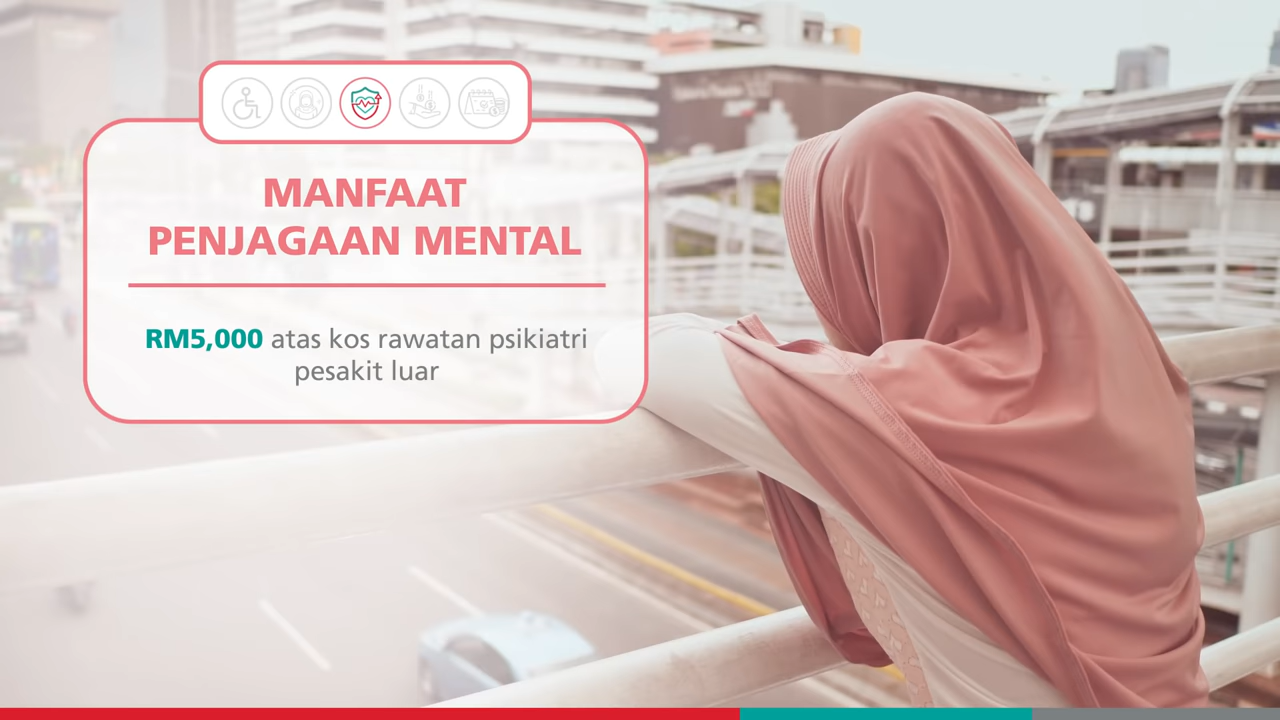 MANFAAT
PENJAGAAN MENTAL
RM5,000 atas kos rawatan psikiatri
pesakit luar